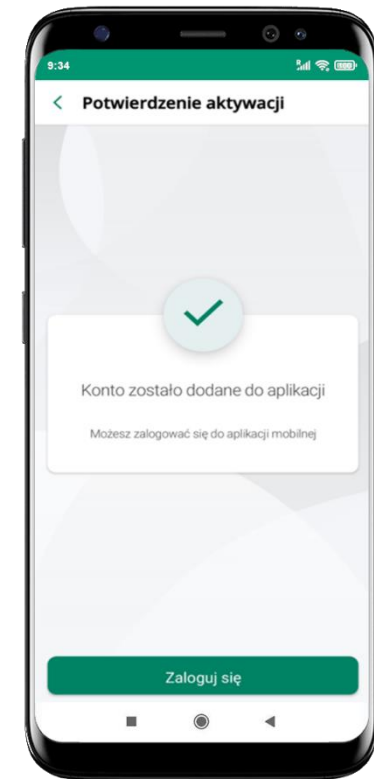 9:34
Potwierdzenie aktywacji
Konto zostało dodane do aplikacji
Możesz zalogować się do aplikacji mobilnej
Zaloguj się